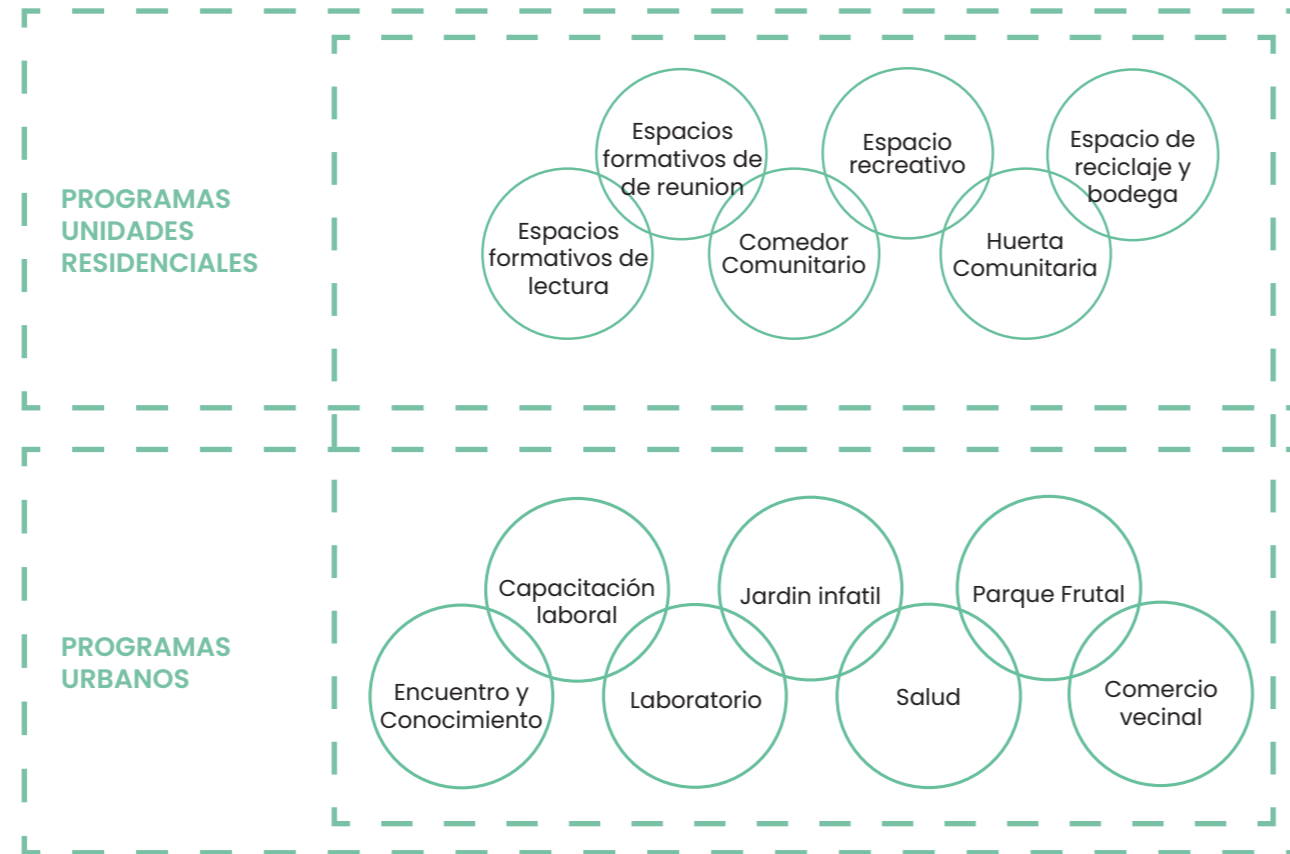 PROGRAMAS
UNIDADES
RESIDENCIALES
Espacios
formativos de
lectura
Espacios
formativos de
de reunion
Comedor
Comunitario
Espacio
recreativo
Huerta
Comunitaria
Espacio de
reciclaje y
bodega
PROGRAMAS
URBANOS
Encuentro y
Conocimiento
Capacitación
laboral
Laboratorio
Jardin infatil
Salud
Parque Frutal
Comercio
vecinal